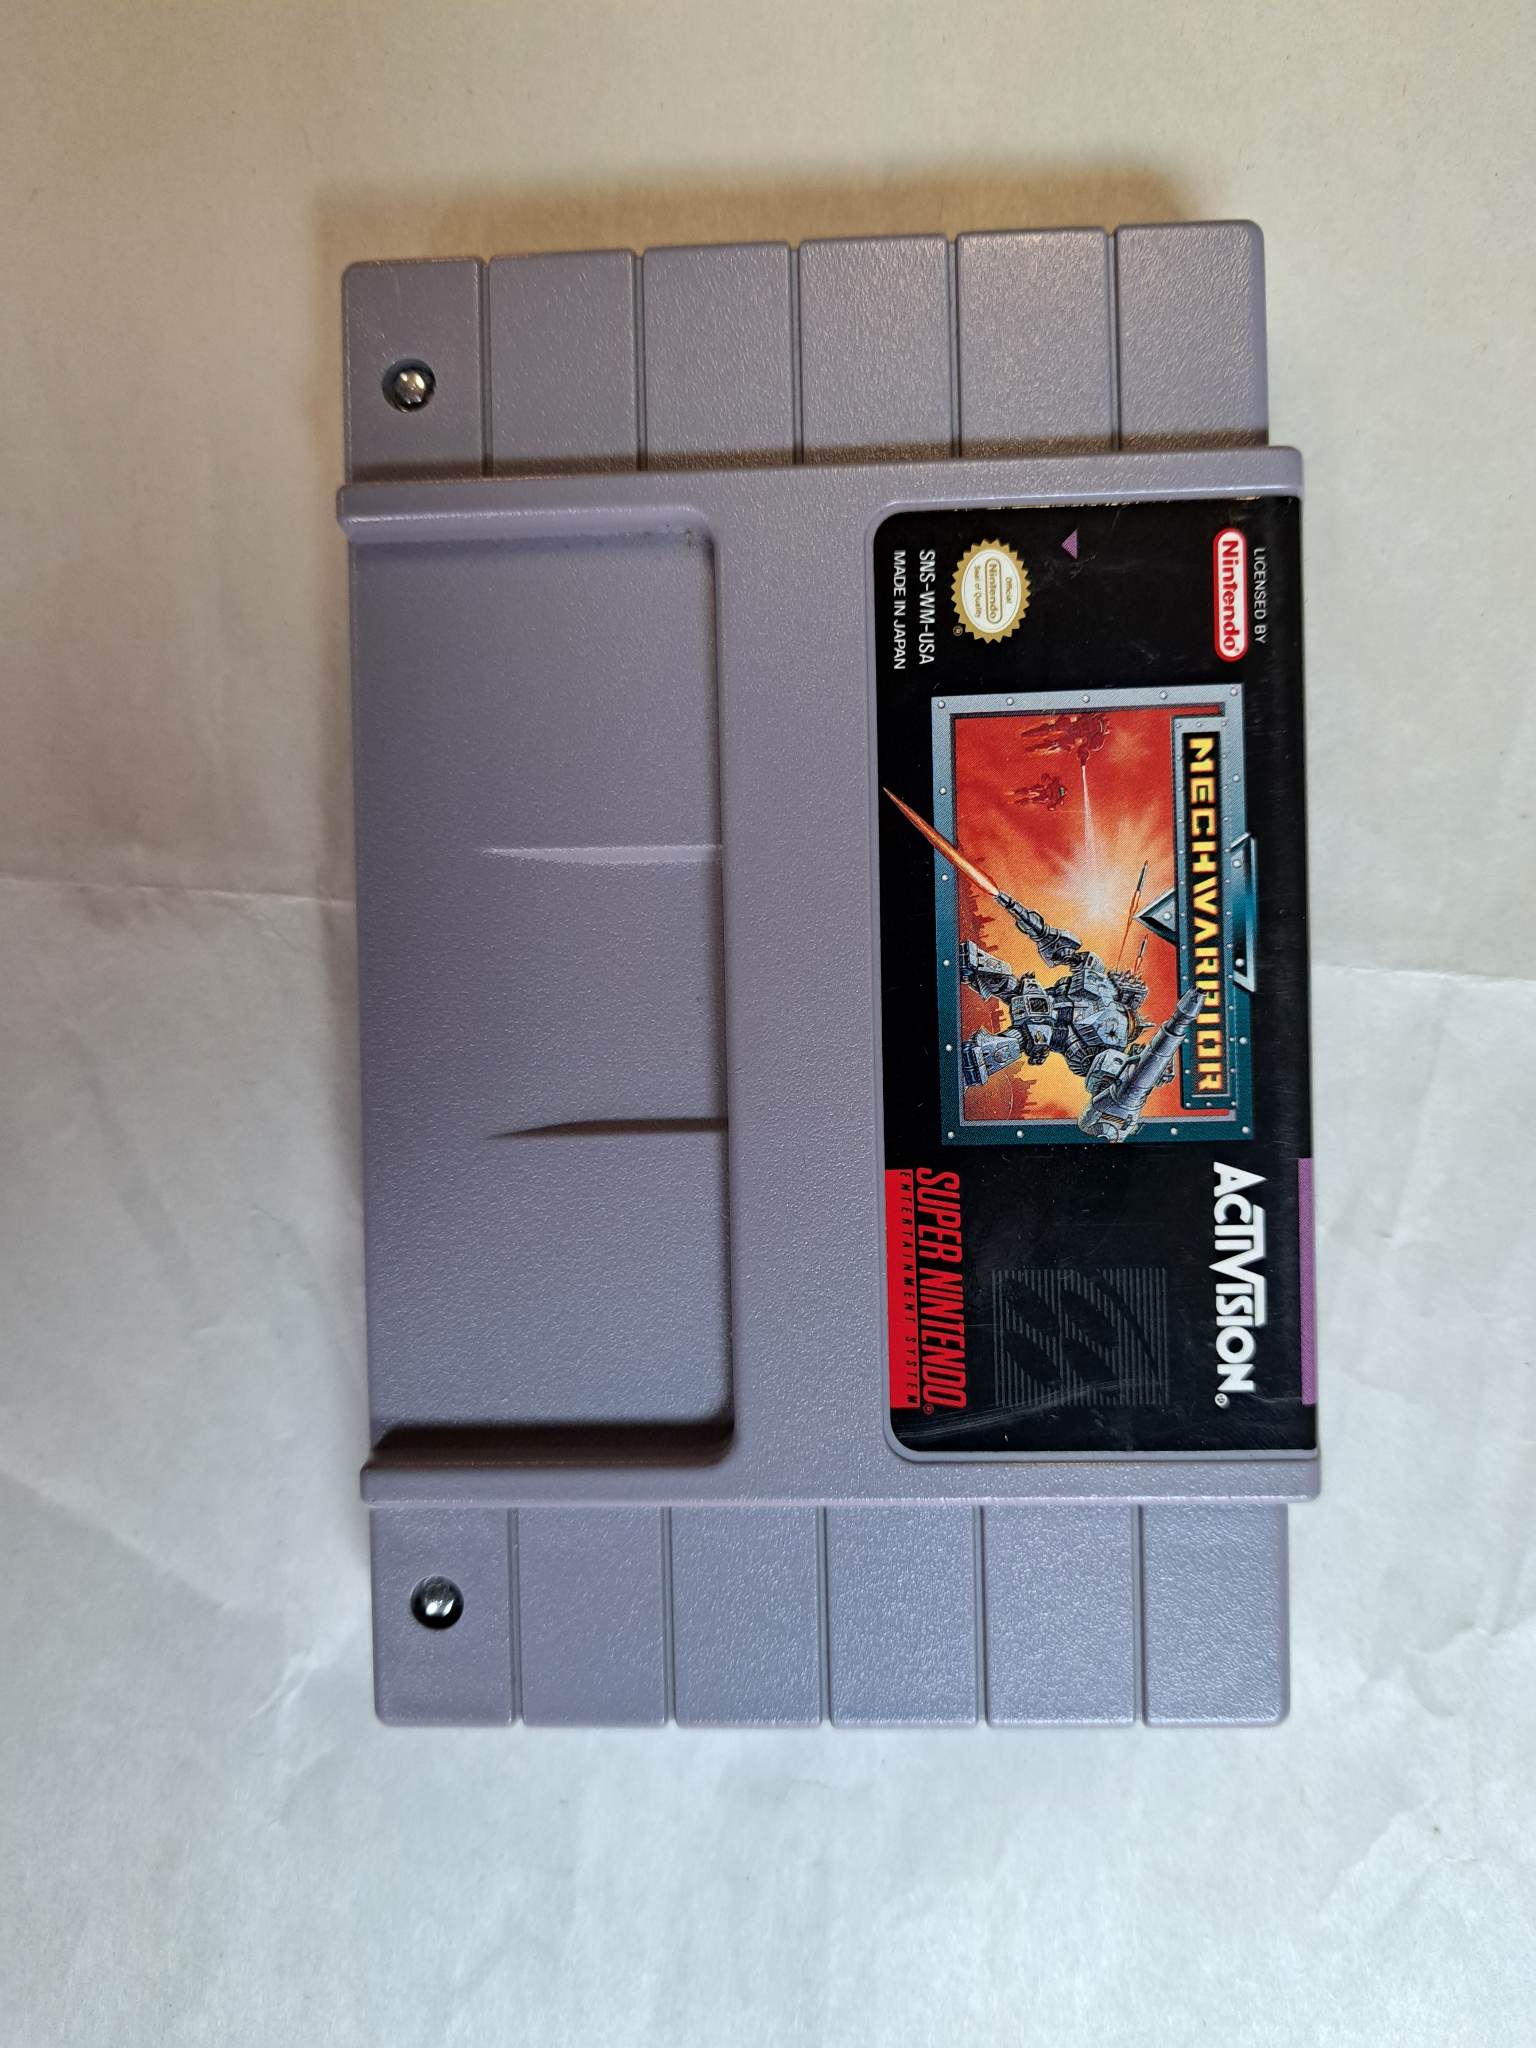 LICENSED BY
Nintendo®
Official
Nintendo
Seal of Quality
®
SNS-WM-USA
MADE IN JAPAN
MECHWARRIOR
ACTIVISION®
SUPER NINTENDO®
ENTERTAINMENT SYSTEM